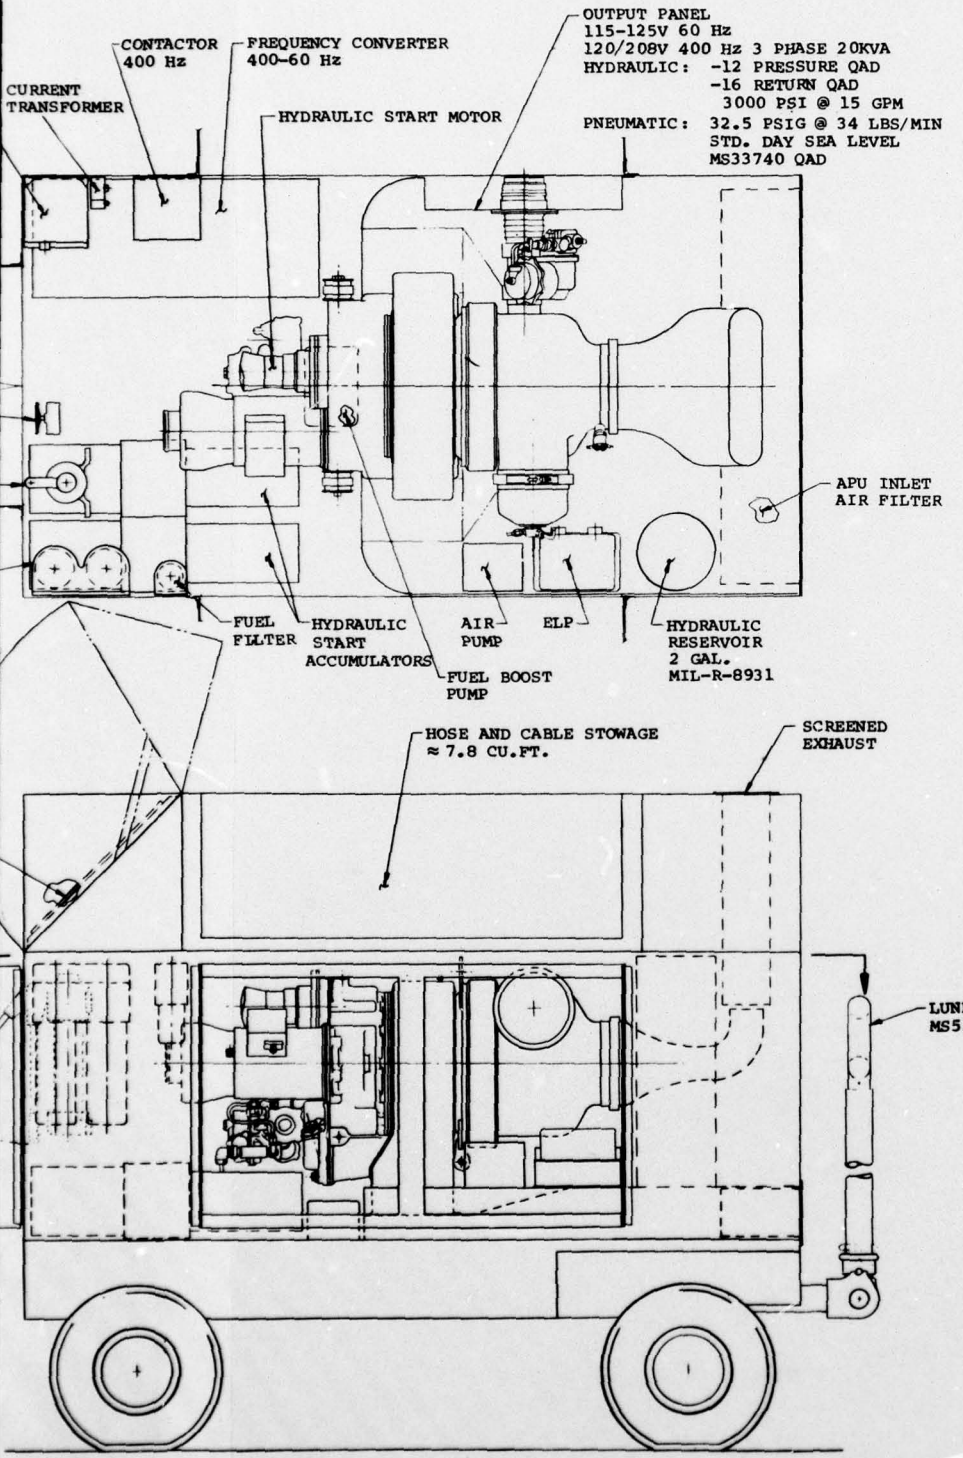 OUTPUT PANEL
115-125V 60 Hz
120/208V 400 Hz 3 PHASE 20KVA
HYDRAULIC: -12 PRESSURE QAD
-16 RETURN QAD
3000 PSI @ 15 GPM
PNEUMATIC: 32.5 PSIG @ 34 LBS/MIN
STD. DAY SEA LEVEL
MS33740 QAD
CONTACTOR
400 Hz
FREQUENCY CONVERTER
400-60 Hz
CURRENT
TRANSFORMER
HYDRAULIC START MOTOR
APU INLET
AIR FILTER
FUEL
FILTER
HYDRAULIC
START
ACCUMULATORS
AIR
PUMP
ELP
HYDRAULIC
RESERVOIR
2 GAL.
MIL-R-8931
FUEL BOOST
PUMP
HOSE AND CABLE STOWAGE
≈ 7.8 CU.FT.
SCREENED
EXHAUST
LUN
MS5